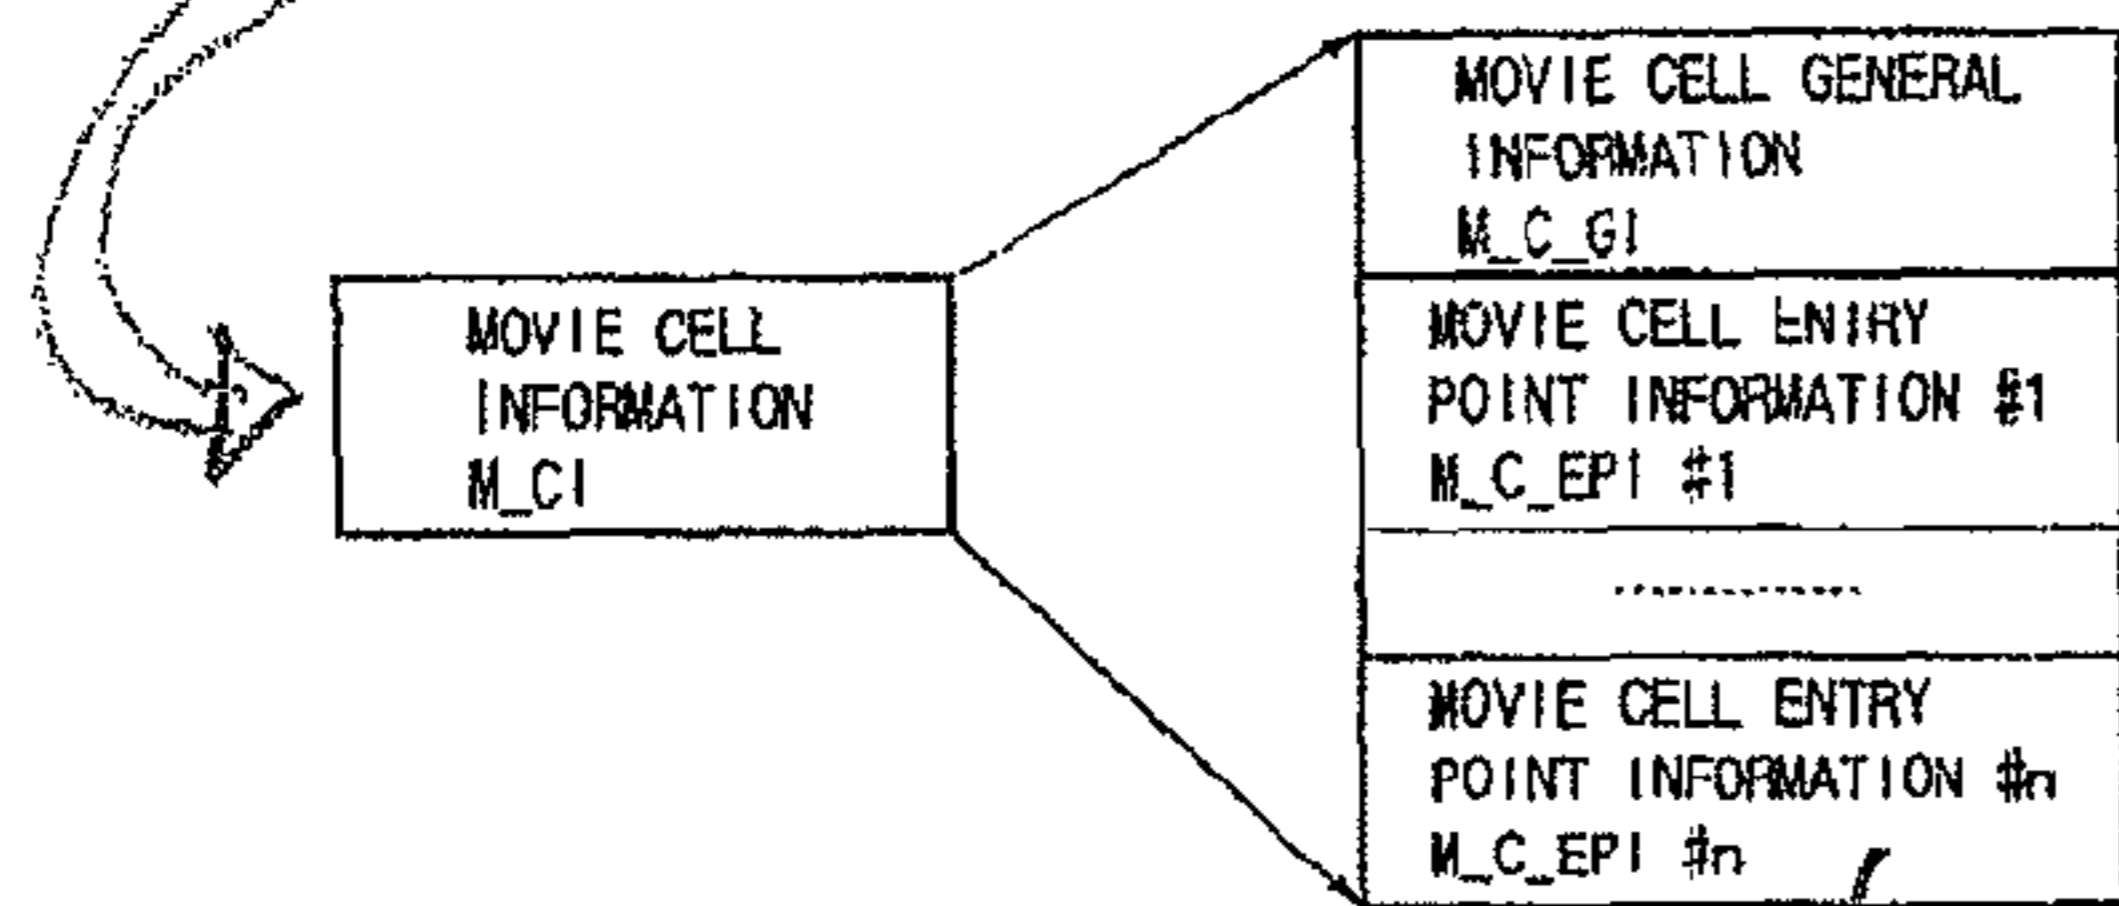 MOVIE CELL
INFORMATION
M_CI
MOVIE CELL GENERAL
INFORMATION
M_C_GI
MOVIE CELL ENTRY
POINT INFORMATION #1
M_C_EPI #1
MOVIE CELL ENTRY
POINT INFORMATION #n
M_C_EPI #n